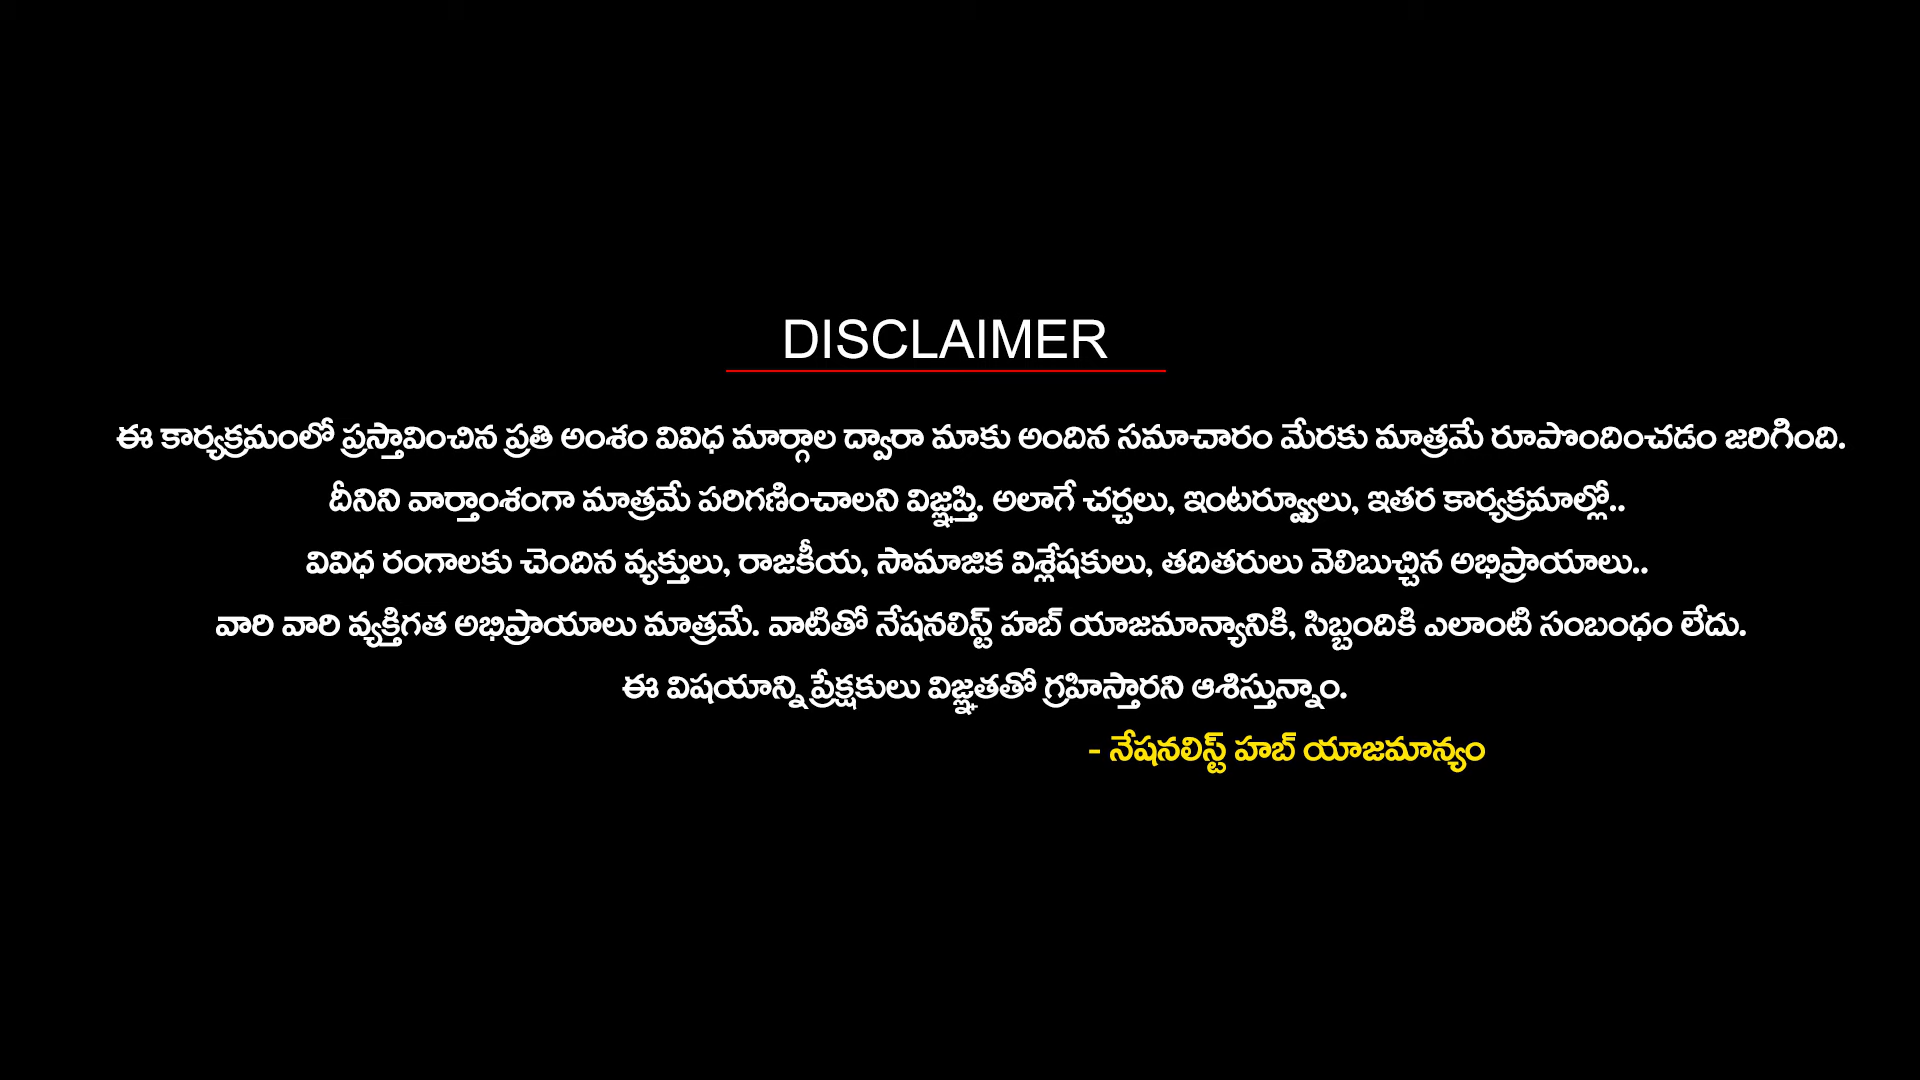 DISCLAIMER
ఈ కార్యక్రమంలో ప్రస్తావించిన ప్రతి అంశం వివిధ మార్గాల ద్వారా మాకు అందిన సమాచారం మేరకు మాత్రమే రూపొందించడం జరిగింది.
దీనిని వార్తాంశంగా మాత్రమే పరిగణించాలని విజ్ఞప్తి. అలాగే చర్చలు, ఇంటర్వ్యూలు, ఇతర కార్యక్రమాల్లో..
వివిధ రంగాలకు చెందిన వ్యక్తులు, రాజకీయ, సామాజిక విశ్లేషకులు, తదితరులు వెలిబుచ్చిన అభిప్రాయాలు..
వారి వారి వ్యక్తిగత అభిప్రాయాలు మాత్రమే. వాటితో నేషనలిస్ట్ హబ్ యాజమాన్యానికి, సిబ్బందికి ఎలాంటి సంబంధం లేదు.
ఈ విషయాన్ని ప్రేక్షకులు విజ్ఞతతో గ్రహిస్తారని ఆశిస్తున్నాం.
- నేషనలిస్ట్ హబ్ యాజమాన్యం